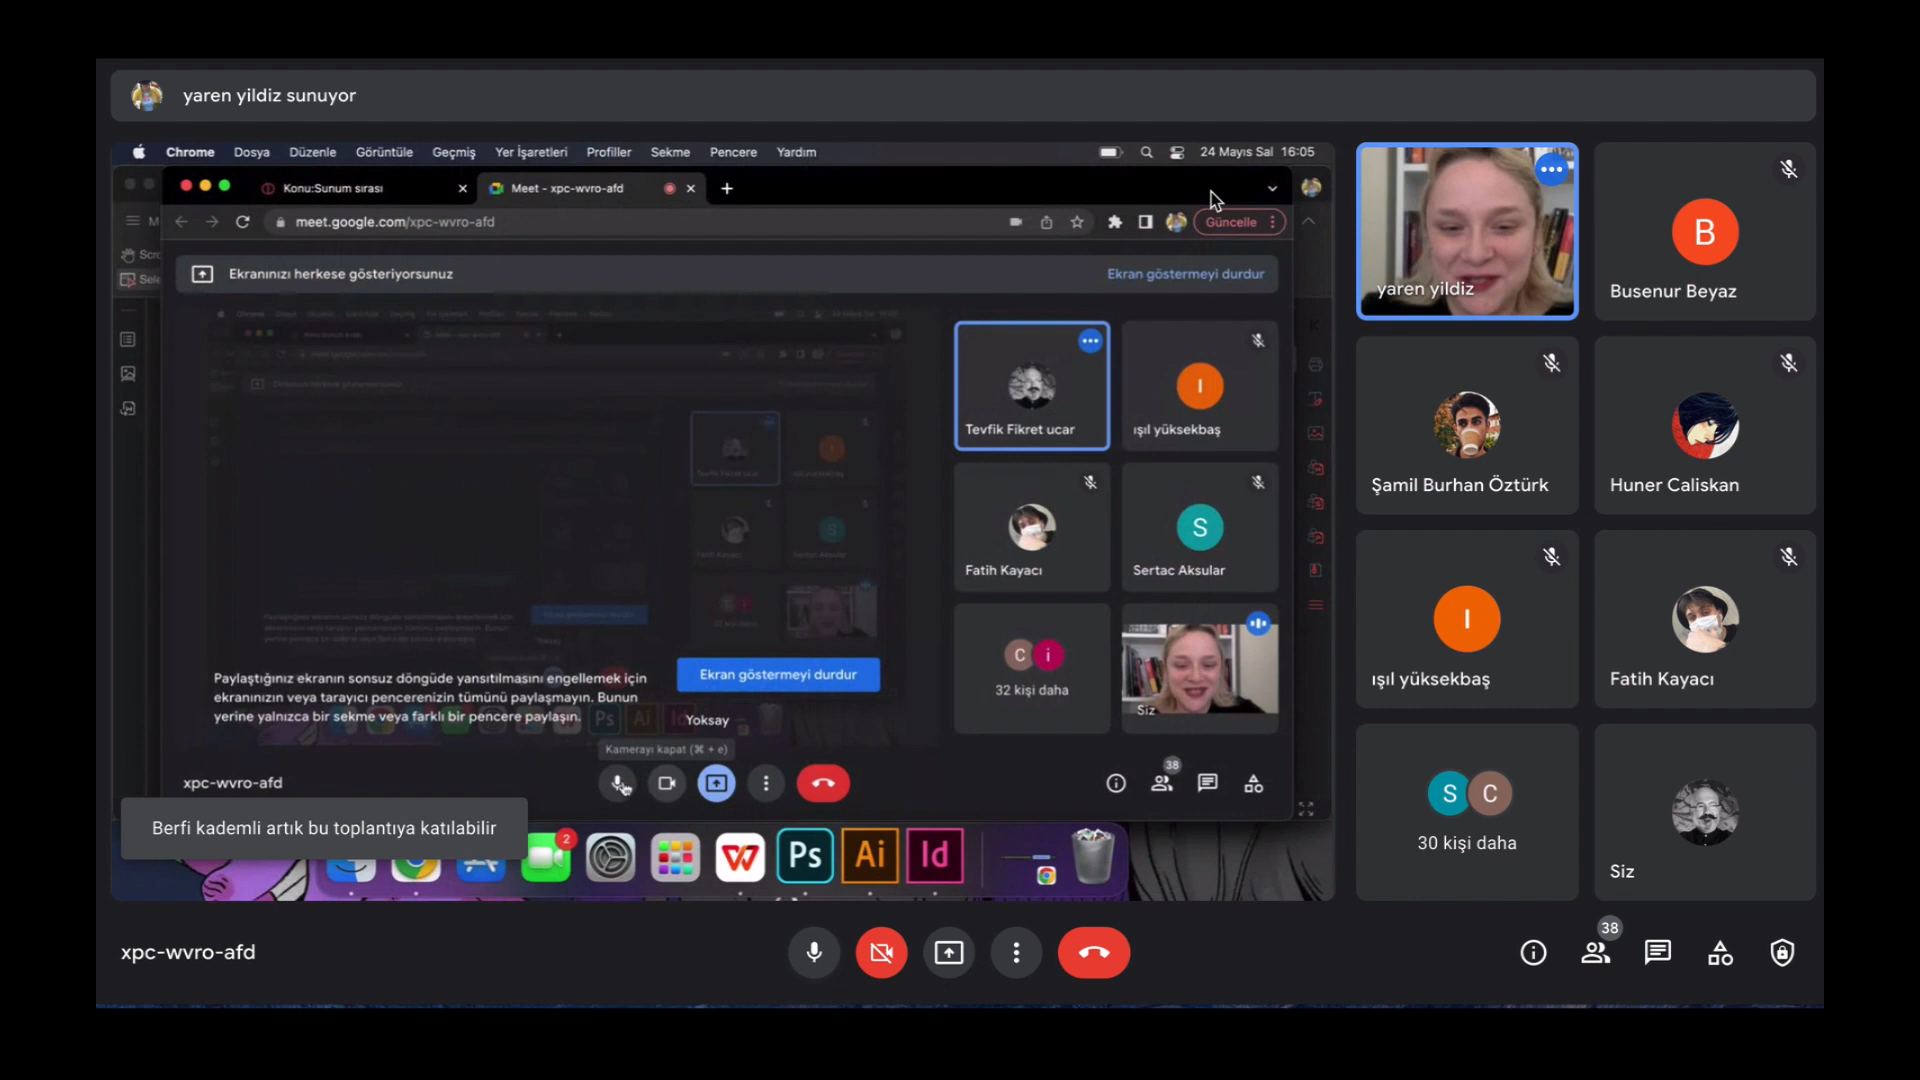 yaren yildiz sunuyor
Chrome Dosya Düzenle Görüntüle Geçmiş Yer İşaretleri Profiller Sekme Pencere Yardım
24 Mayıs Sal 16:05
Konu:Sunum sırası
Meet - xpc-wvro-afd
meet.google.com/xpc-wvro-afd
Güncelle
Ekranınızı herkese gösteriyorsunuz
Ekran göstermeyi durdur
Tevfik Fikret ucar
I
ışıl yüksekbaş
Fatih Kayacı
S
Sertac Aksular
C i
32 kişi daha
Siz
Paylaştığınız ekranın sonsuz döngüde yansıtılmasını engellemek için
ekranınızın veya tarayıcı pencerenizin tümünü paylaşmayın. Bunun
yerine yalnızca bir sekme veya farklı bir pencere paylaşın.
Ekran göstermeyi durdur
Yoksay
Kamerayı kapat (⌘ + e)
xpc-wvro-afd
38
Berfi kademli artık bu toplantıya katılabilir
2
Ps Ai Id
yaren yildiz
B
Busenur Beyaz
Şamil Burhan Öztürk
Huner Caliskan
I
ışıl yüksekbaş
Fatih Kayacı
S C
30 kişi daha
Siz
xpc-wvro-afd
38